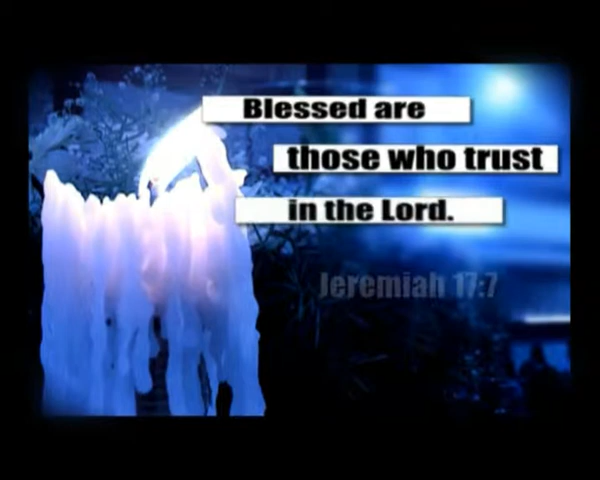 Blessed are
those who trust
in the Lord.
Jeremiah 17:7